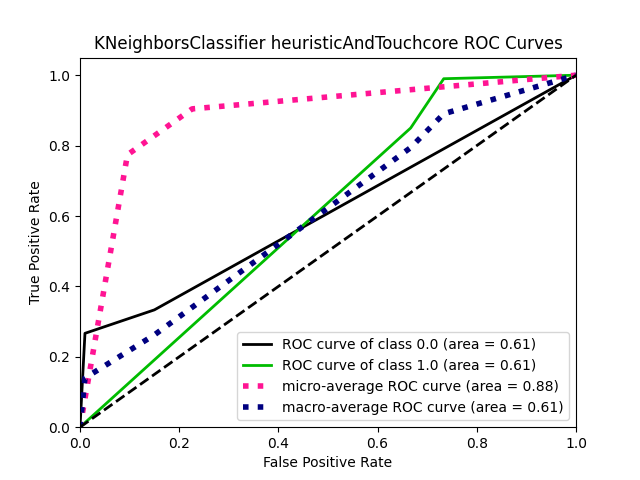 KNeighborsClassifier heuristicAndTouchcore ROC Curves
1.0
0.8
0.6
0.4
0.2
0.0
True Positive Rate
ROC curve of class 0.0 (area = 0.61)
ROC curve of class 1.0 (area = 0.61)
micro-average ROC curve (area = 0.88)
macro-average ROC curve (area = 0.61)
0.0 0.2 0.4 0.6 0.8 1.0
False Positive Rate